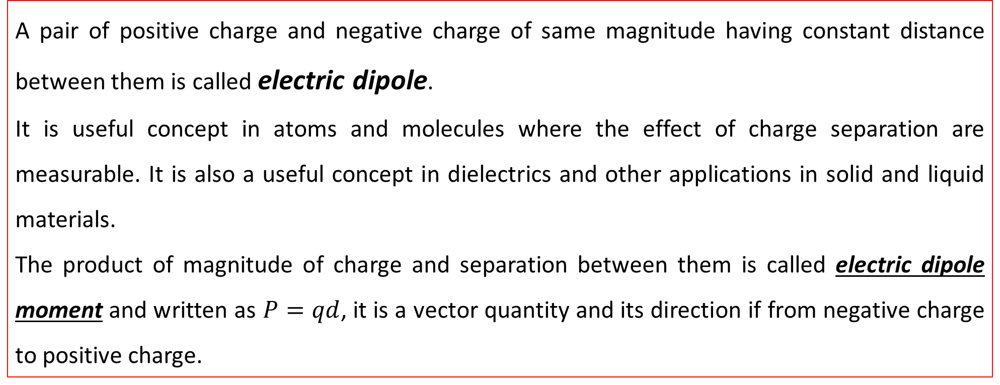 A pair of positive charge and negative charge of same magnitude having constant distance
between them is called electric dipole.
It is useful concept in atoms and molecules where the effect of charge separation are
measurable. It is also a useful concept in dielectrics and other applications in solid and liquid
materials.
The product of magnitude of charge and separation between them is called electric dipole
moment and written as P = qd, it is a vector quantity and its direction if from negative charge
to positive charge.